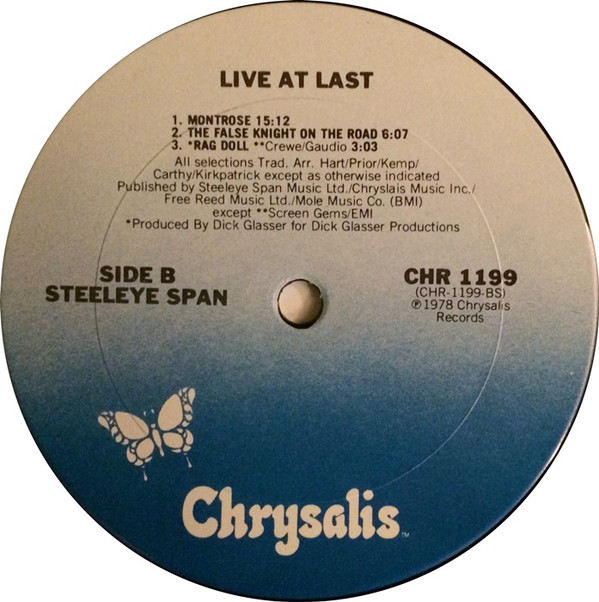 LIVE AT LAST
1. MONTROSE 15:12
2. THE FALSE KNIGHT ON THE ROAD 6:07
3. *RAG DOLL **Crewe/Gaudio 3:03
All selections Trad. Arr. Hart/Prior/Kemp/
Carthy/Kirkpatrick except as otherwise indicated
Published by Steeleye Span Music Ltd./Chryslais Music Inc./
Free Reed Music Ltd./Mole Music Co. (BMI)
except **Screen Gems/EMI
*Produced By Dick Glasser for Dick Glasser Productions
SIDE B
STEELEYE SPAN
CHR 1199
(CHR-1199-BS)
℗1978 Chrysalis
Records
Chrysalis™